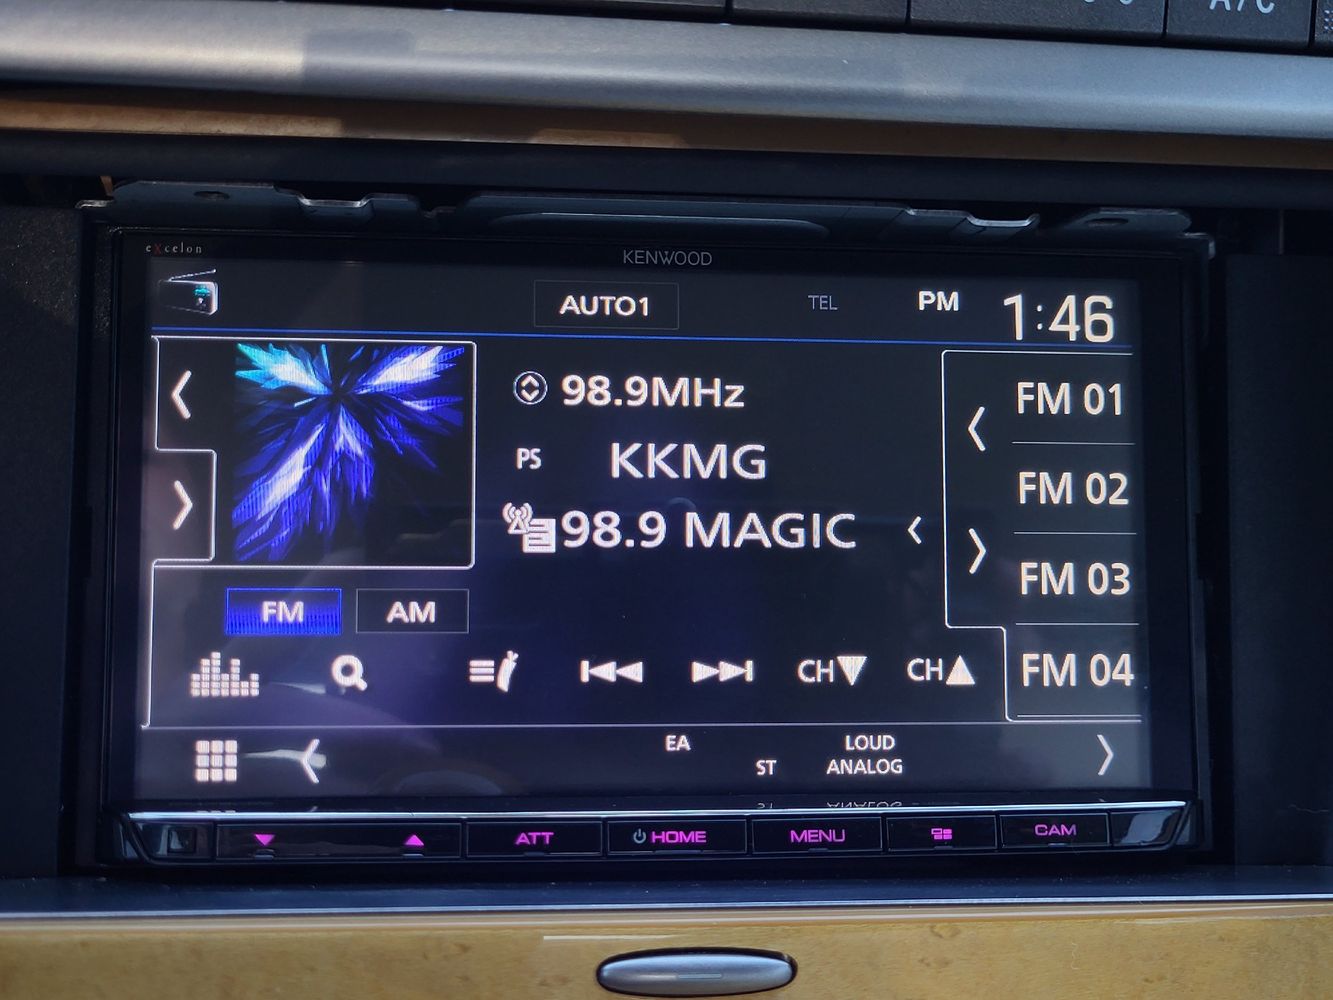 A/C
excelon
KENWOOD
AUTO1
TEL
PM 1:46
98.9MHz
PS KKMG
98.9 MAGIC
FM 01
FM 02
FM 03
FM 04
FM AM
CH CH
EA
LOUD
ST ANALOG
ATT
HOME
MENU
CAM